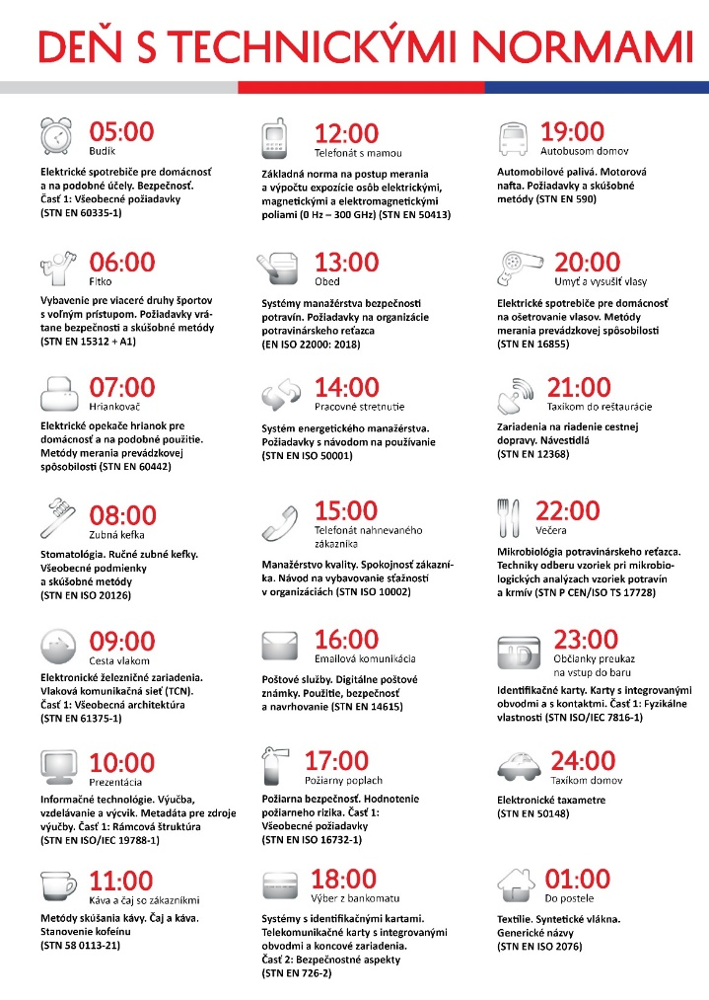 DEŇ S TECHNICKÝMI NORMAMI
05:00
Budík
Elektrické spotrebiče pre domácnosť
a na podobné účely. Bezpečnosť.
Časť 1: Všeobecné požiadavky
(STN EN 60335-1)
06:00
Fitko
Vybavenie pre viaceré druhy športov
s voľným prístupom. Požiadavky vrá-
tane bezpečnosti a skúšobné metódy
(STN EN 15312 + A1)
07:00
Hriankovač
Elektrické opekače hrianok pre
domácnosť a na podobné použitie.
Metódy merania prevádzkovej
spôsobilosti (STN EN 60442)
08:00
Zubná kefka
Stomatológia. Ručné zubné kefky.
Všeobecné podmienky
a skúšobné metódy
(STN EN ISO 20126)
09:00
Cesta vlakom
Elektronické železničné zariadenia.
Vlaková komunikačná sieť (TCN).
Časť 1: Všeobecná architektúra
(STN EN 61375-1)
10:00
Prezentácia
Informačné technológie. Výučba,
vzdelávanie a výcvik. Metadáta pre zdroje
výučby. Časť 1: Rámcová štruktúra
(STN EN ISO/IEC 19788-1)
11:00
Káva a čaj so zákazníkmi
Metódy skúšania kávy. Čaj a káva.
Stanovenie kofeínu
(STN 58 0113-21)
12:00
Telefonát s mamou
Základná norma na postup merania
a výpočtu expozície osôb elektrickými,
magnetickými a elektromagnetickými
poliami (0 Hz – 300 GHz) (STN EN 50413)
13:00
Obed
Systémy manažérstva bezpečnosti
potravín. Požiadavky na organizácie
potravinárskeho reťazca
(EN ISO 22000: 2018)
14:00
Pracovné stretnutie
Systém energetického manažérstva.
Požiadavky s návodom na používanie
(STN EN ISO 50001)
15:00
Telefonát nahnevaného
zákazníka
Manažérstvo kvality. Spokojnosť zákazní-
ka. Návod na vybavovanie sťažností
v organizáciách (STN ISO 10002)
16:00
Emailová komunikácia
Poštové služby. Digitálne poštové
známky. Použitie, bezpečnosť
a navrhovanie (STN EN 14615)
17:00
Požiarny poplach
Požiarna bezpečnosť. Hodnotenie
požiarneho rizika. Časť 1:
Všeobecné požiadavky
(STN EN ISO 16732-1)
18:00
Výber z bankomatu
Systémy s identifikačnými kartami.
Telekomunikačné karty s integrovanými
obvodmi a koncové zariadenia.
Časť 2: Bezpečnostné aspekty
(STN EN 726-2)
19:00
Autobusom domov
Automobilové palivá. Motorová
nafta. Požiadavky a skúšobné
metódy (STN EN 590)
20:00
Umyť a vysušiť vlasy
Elektrické spotrebiče pre domácnosť
na ošetrovanie vlasov. Metódy
merania prevádzkovej spôsobilosti
(STN EN 16855)
21:00
Taxíkom do reštaurácie
Zariadenia na riadenie cestnej
dopravy. Návestidlá
(STN EN 12368)
22:00
Večera
Mikrobiológia potravinárskeho reťazca.
Techniky odberu vzoriek pri mikrobio-
logických analýzach vzoriek potravín
a krmív (STN P CEN/ISO TS 17728)
23:00
Občianky preukaz
na vstup do baru
ID
Identifikačné karty. Karty s integrovanými
obvodmi a s kontaktmi. Časť 1: Fyzikálne
vlastnosti (STN ISO/IEC 7816-1)
24:00
Taxíkom domov
Elektronické taxametre
(STN EN 50148)
01:00
Do postele
Textílie. Syntetické vlákna.
Generické názvy
(STN EN ISO 2076)